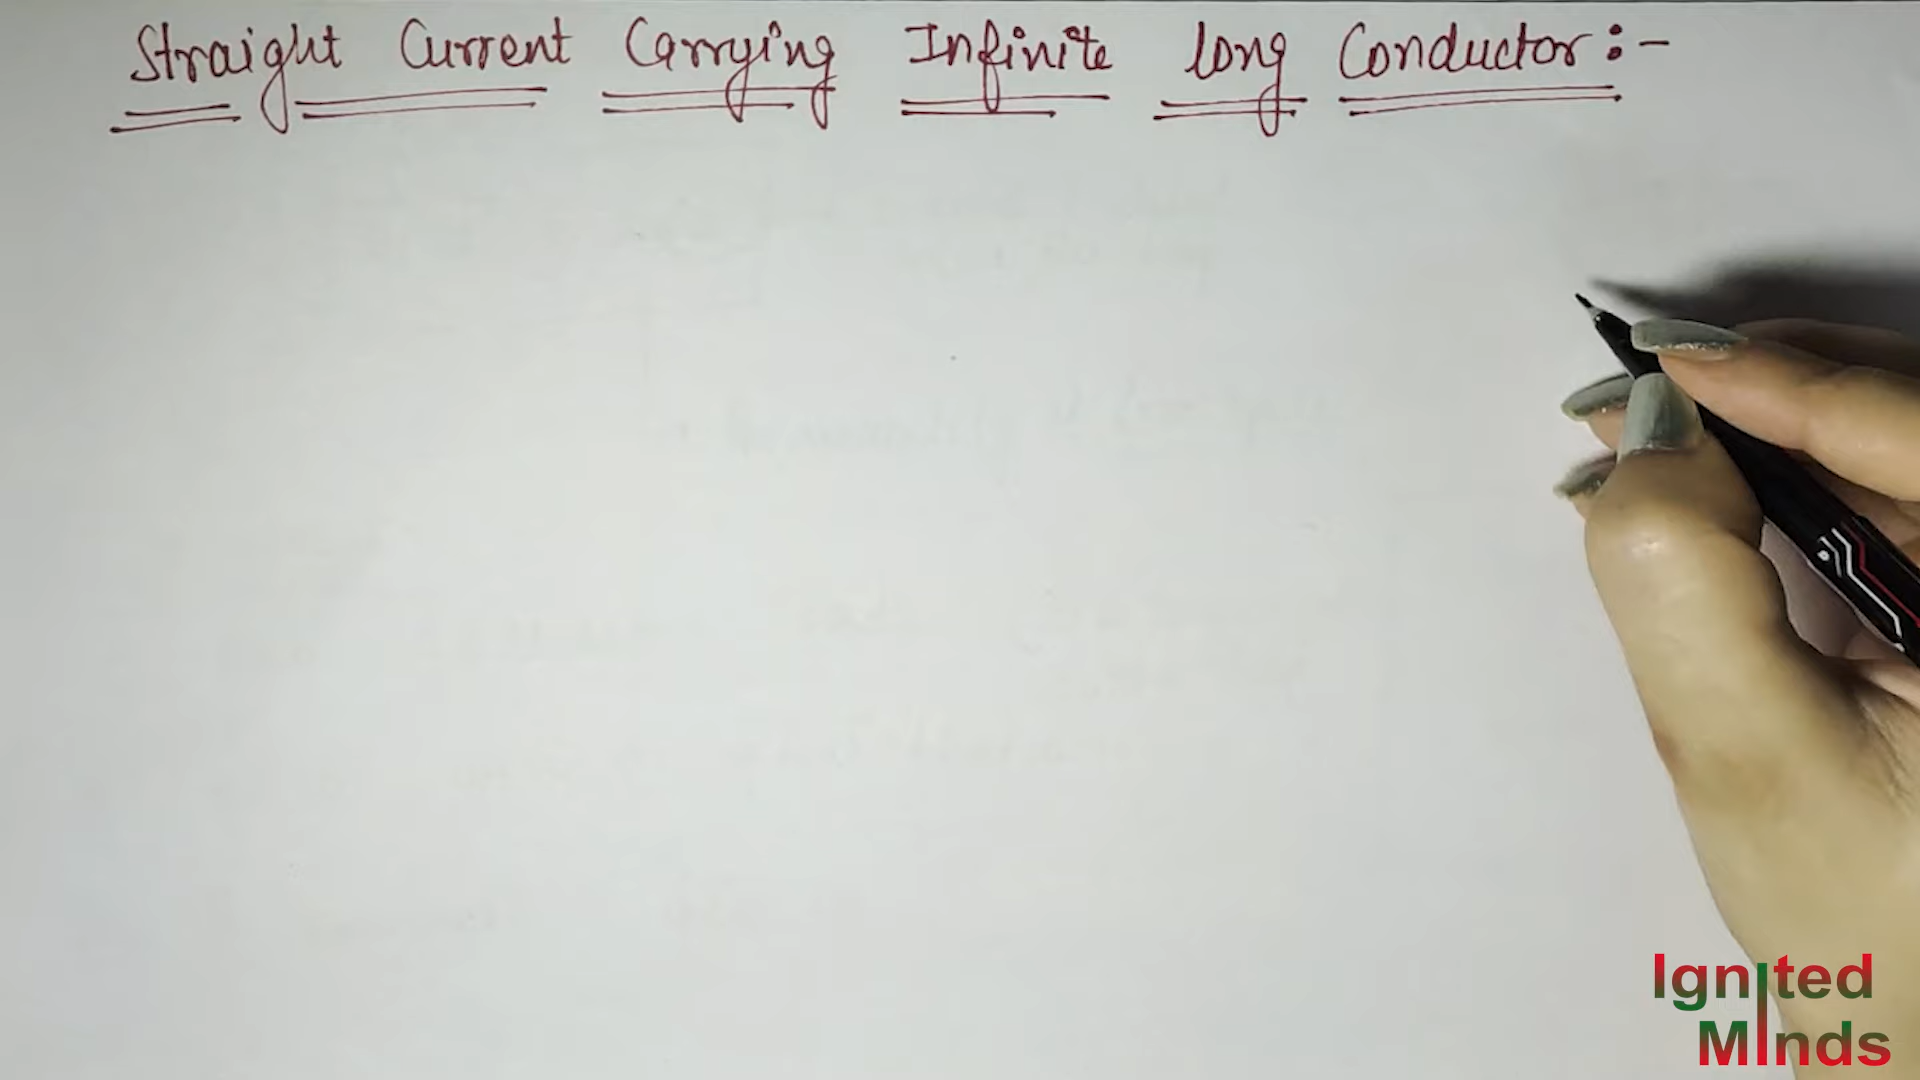 Straight Current Carrying Infinite long Conductor:-
Ignited
Minds